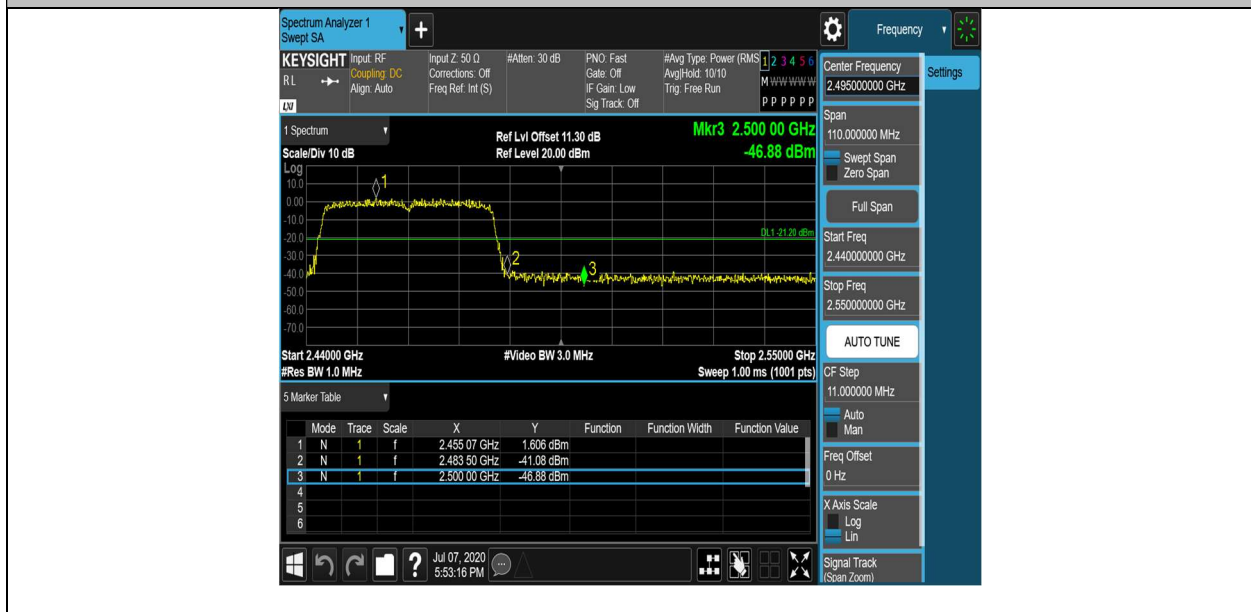 Spectrum Analyzer 1
Swept SA
+
Frequency
KEYSIGHT
RL
LXI
Input: RF
Coupling: DC
Align: Auto
Input Z: 50 Ω
Corrections: Off
Freq Ref: Int (S)
#Atten: 30 dB
PNO: Fast
Gate: Off
IF Gain: Low
Sig Track: Off
#Avg Type: Power (RMS
Avg|Hold: 10/10
Trig: Free Run
1 2 3 4 5 6
M W W W W W
P P P P P P
1 Spectrum
Scale/Div 10 dB
Ref Lvl Offset 11.30 dB
Ref Level 20.00 dBm
Mkr3 2.500 00 GHz
-46.88 dBm
Log
10.0
0.00
-10.0
-20.0
-30.0
-40.0
-50.0
-60.0
-70.0
1
2
3
DL1 -21.20 dBm
Start 2.44000 GHz
#Res BW 1.0 MHz
#Video BW 3.0 MHz
Stop 2.55000 GHz
Sweep 1.00 ms (1001 pts)
5 Marker Table
Mode Trace Scale X Y Function Function Width Function Value
1 N 1 f 2.455 07 GHz 1.606 dBm
2 N 1 f 2.483 50 GHz -41.08 dBm
3 N 1 f 2.500 00 GHz -46.88 dBm
4
5
6
?
Jul 07, 2020
5:53:16 PM
Center Frequency
2.495000000 GHz
Settings
Span
110.000000 MHz
Swept Span
Zero Span
Full Span
Start Freq
2.440000000 GHz
Stop Freq
2.550000000 GHz
AUTO TUNE
CF Step
11.000000 MHz
Auto
Man
Freq Offset
0 Hz
X Axis Scale
Log
Lin
Signal Track
(Span Zoom)